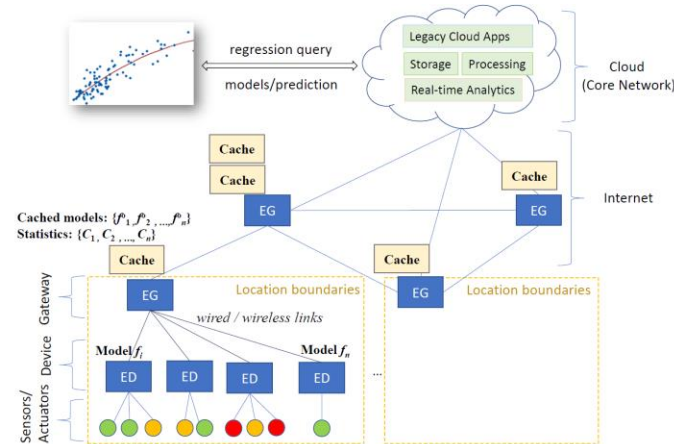 regression query
models/prediction
Legacy Cloud Apps
Storage
Processing
Real-time Analytics
Cloud
(Core Network)
Cache
Cache
EG
Cache
EG
Internet
Cached models: {f⁰₁, f⁰₂, ..., f⁰ₙ}
Statistics: {C₁, C₂, ..., Cₙ}
Cache
EG
Cache
EG
Location boundaries
Location boundaries
wired / wireless links
Gateway
Model fᵢ
Model fₙ
Device
ED
ED
ED
ED
...
Sensors/
Actuators